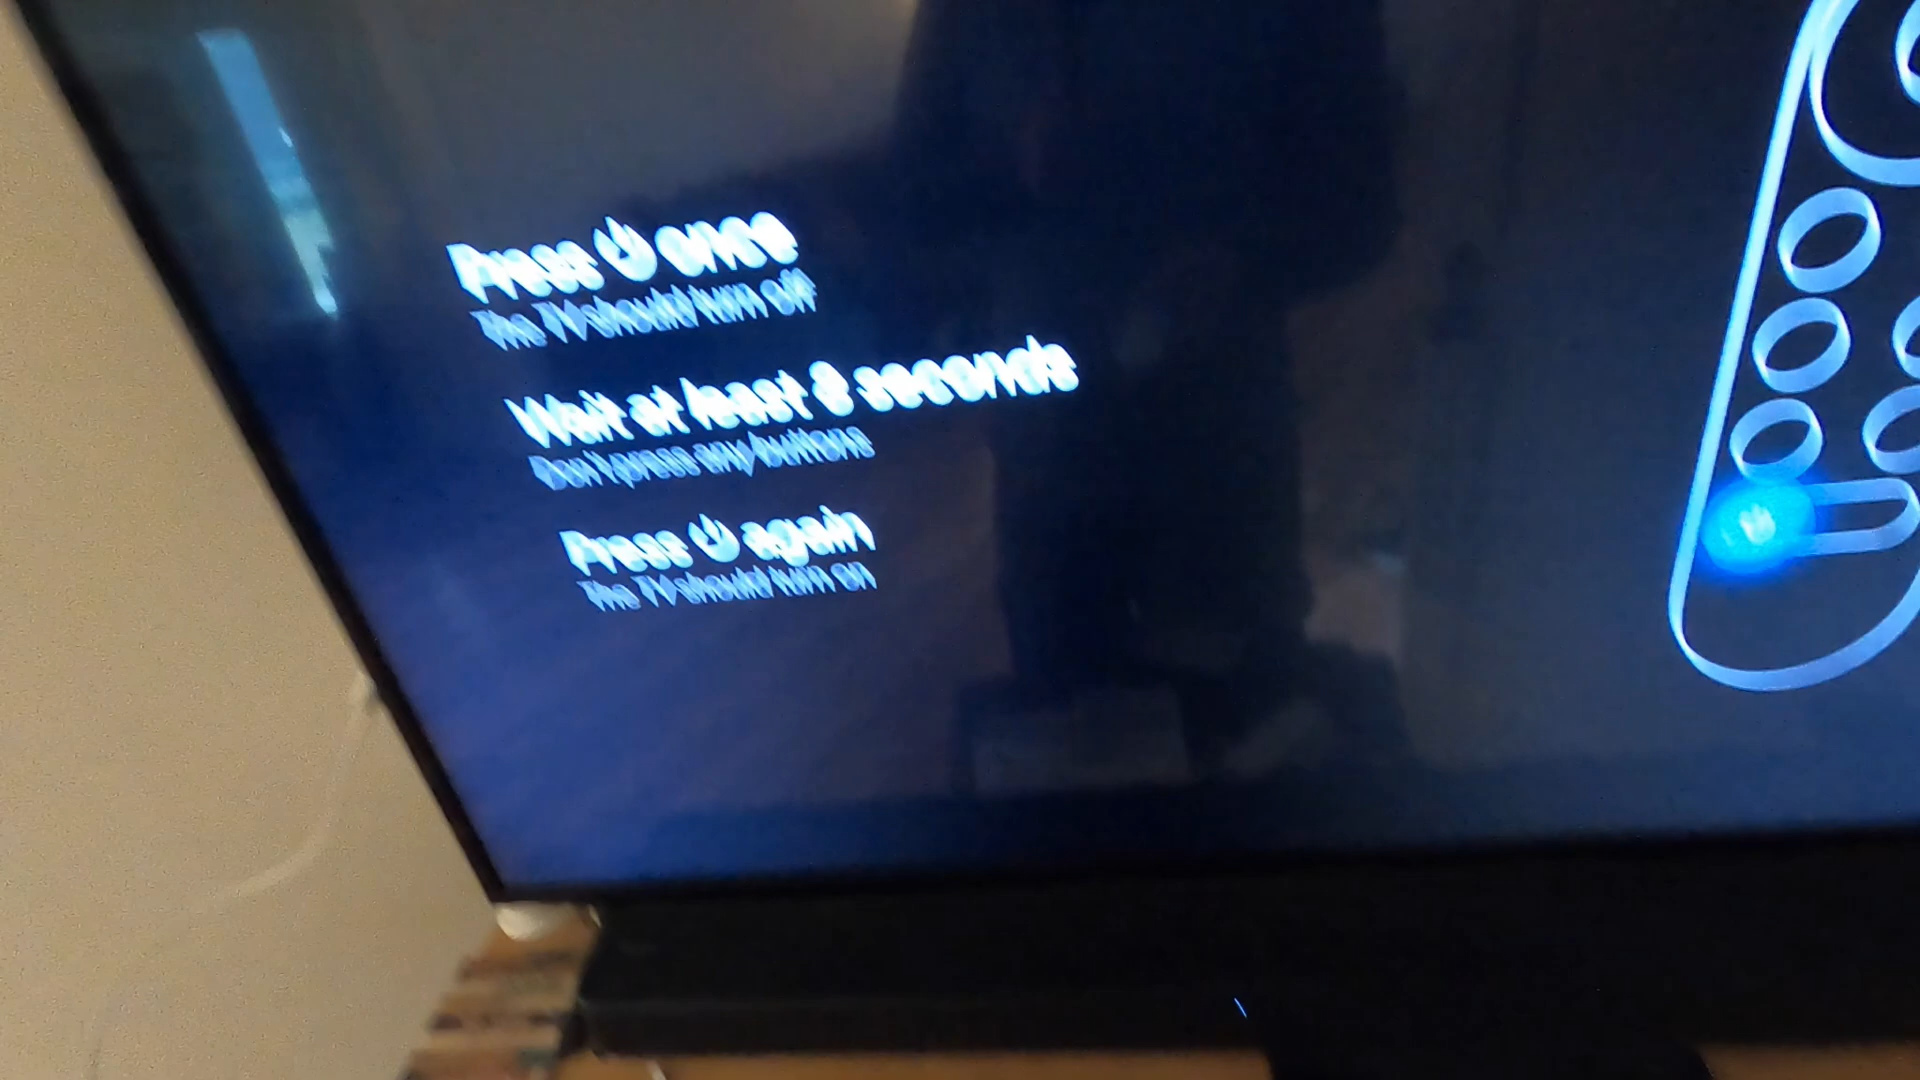 Press ⏻ once
The TV should turn off
Wait at least 8 seconds
Don't press any buttons
Press ⏻ again
The TV should turn on